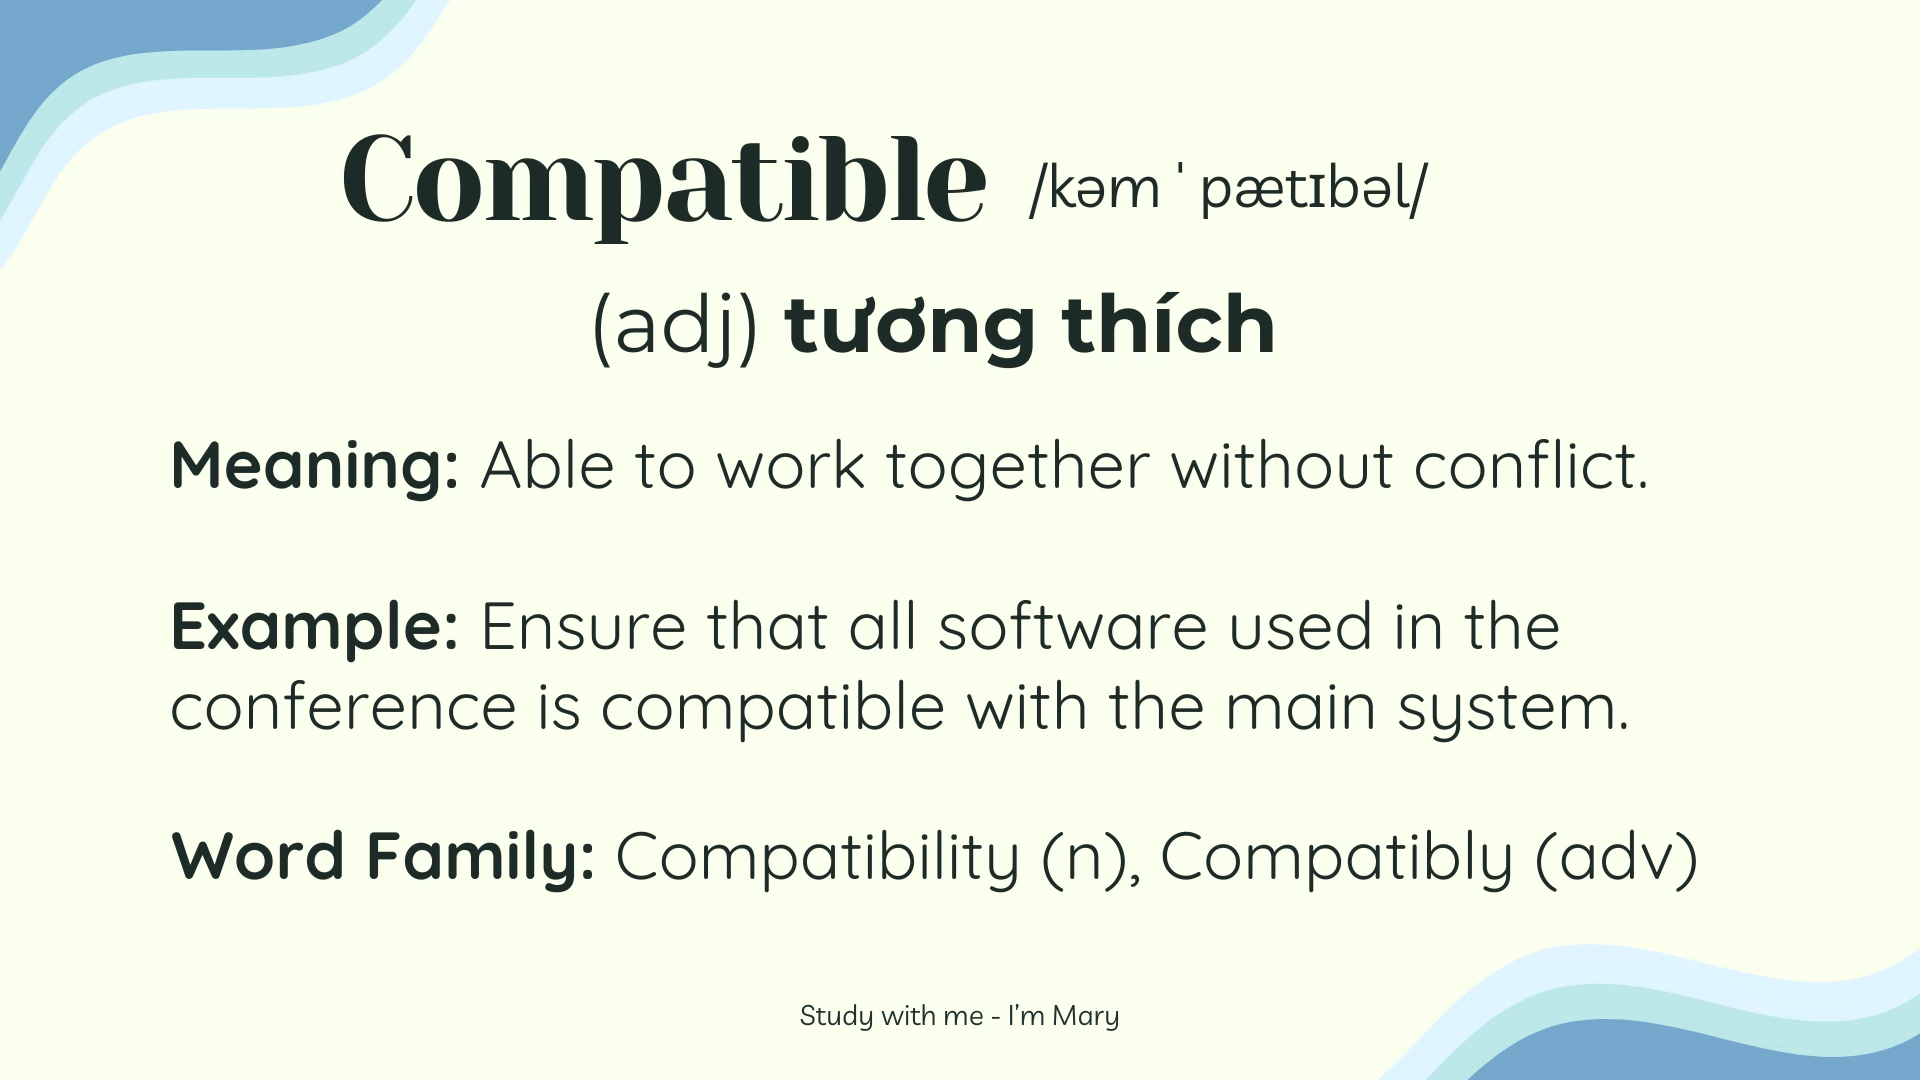 Compatible /kəmˈpætɪbəl/
(adj) tương thích
Meaning: Able to work together without conflict.
Example: Ensure that all software used in the
conference is compatible with the main system.
Word Family: Compatibility (n), Compatibly (adv)
Study with me - I'm Mary